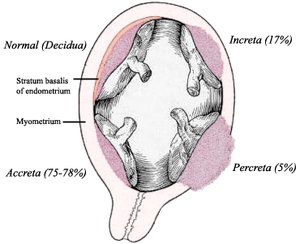 Normal (Decidua)
Increta (17%)
Stratum basalis
of endometrium
Myometrium
Accreta (75-78%)
Percreta (5%)